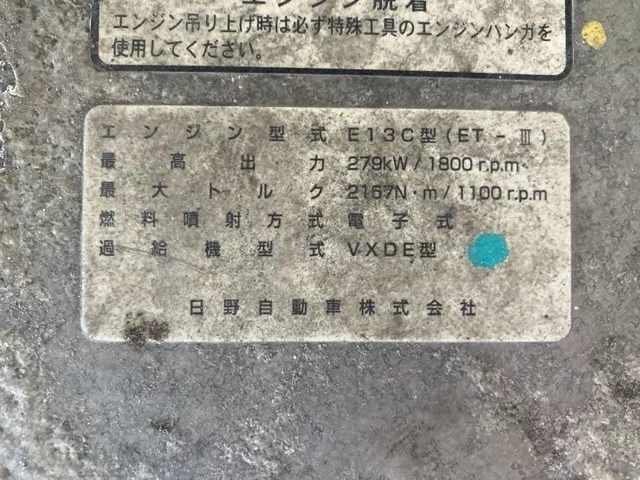 エンジン脱着
エンジン吊り上げ時は必ず特殊工具のエンジンハンガを
使用してください。
エンジン型式 E13C型(ET-Ⅲ)
最高出力 279kW/1800r.p.m
最大トルク 2157N・m/1100r.p.m
燃料噴射方式 電子式
過給機型式 VXDE型
日野自動車株式会社